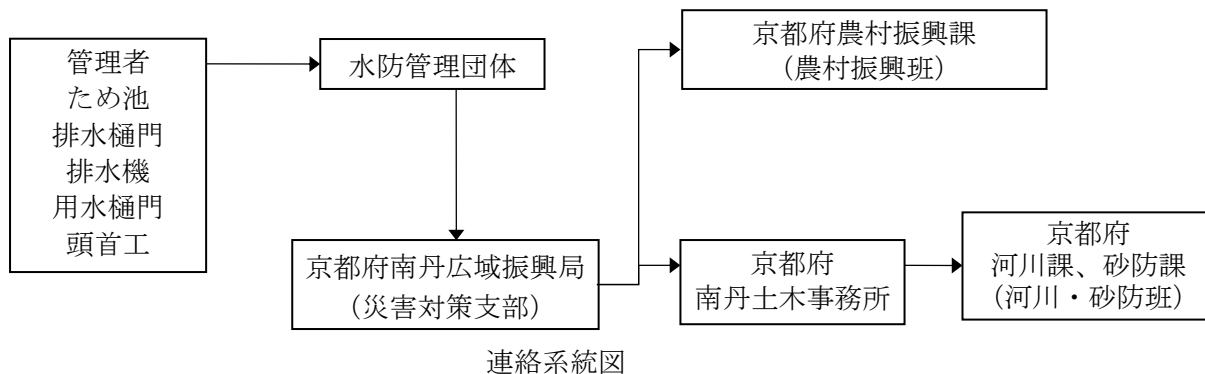 管理者
ため池
排水樋門
排水機
用水樋門
頭首工
水防管理団体
京都府農村振興課
（農村振興班）
京都府南丹広域振興局
（災害対策支部）
京都府
南丹土木事務所
京都府
河川課、砂防課
（河川・砂防班）
連絡系統図